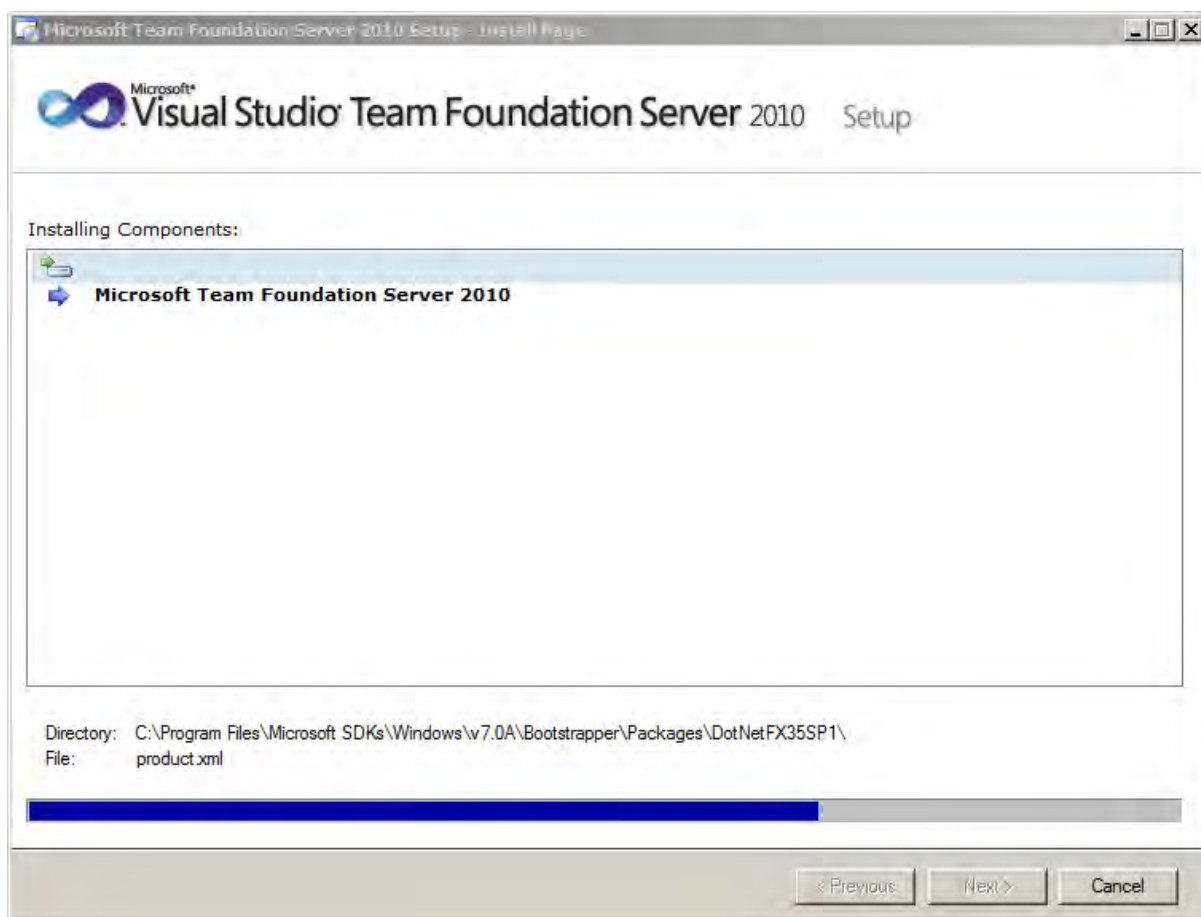 Microsoft Team Foundation Server 2010 Setup - Install Page
Microsoft®
Visual Studio Team Foundation Server 2010 Setup
Installing Components:
Microsoft Team Foundation Server 2010
Directory: C:\Program Files\Microsoft SDKs\Windows\v7.0A\Bootstrapper\Packages\DotNetFX35SP1\
File: product.xml
< Previous Next > Cancel